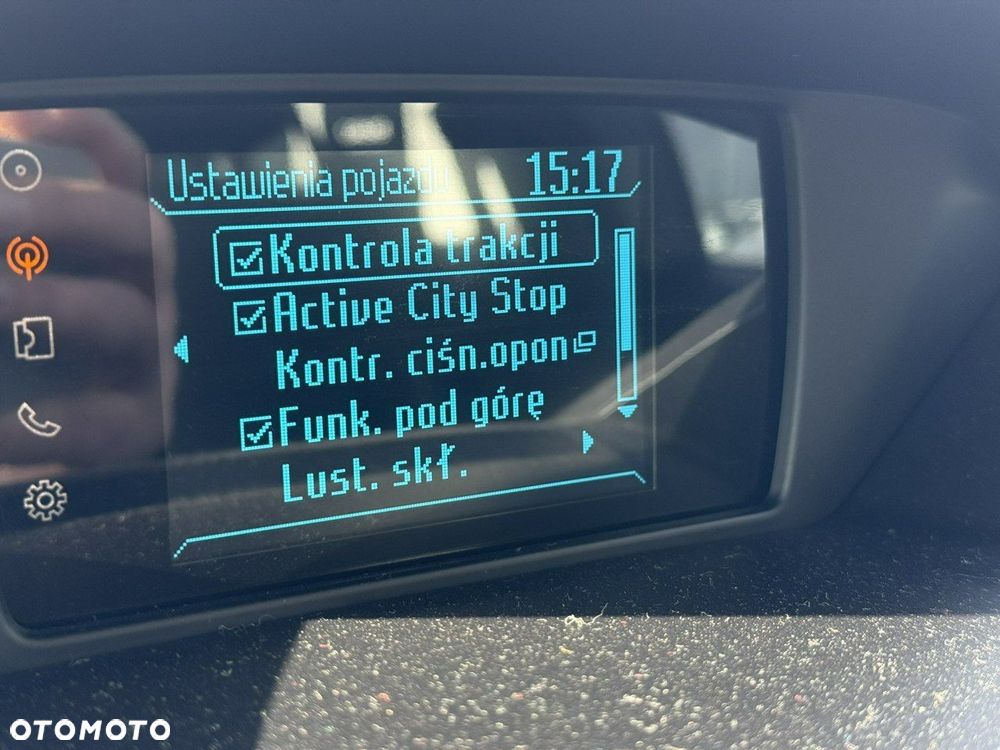 Ustawienia pojazdu 15:17
Kontrola trakcji
Active City Stop
Kontr. ciśn.opon
Funk. pod górę
Lust. skł.
OTOMOTO